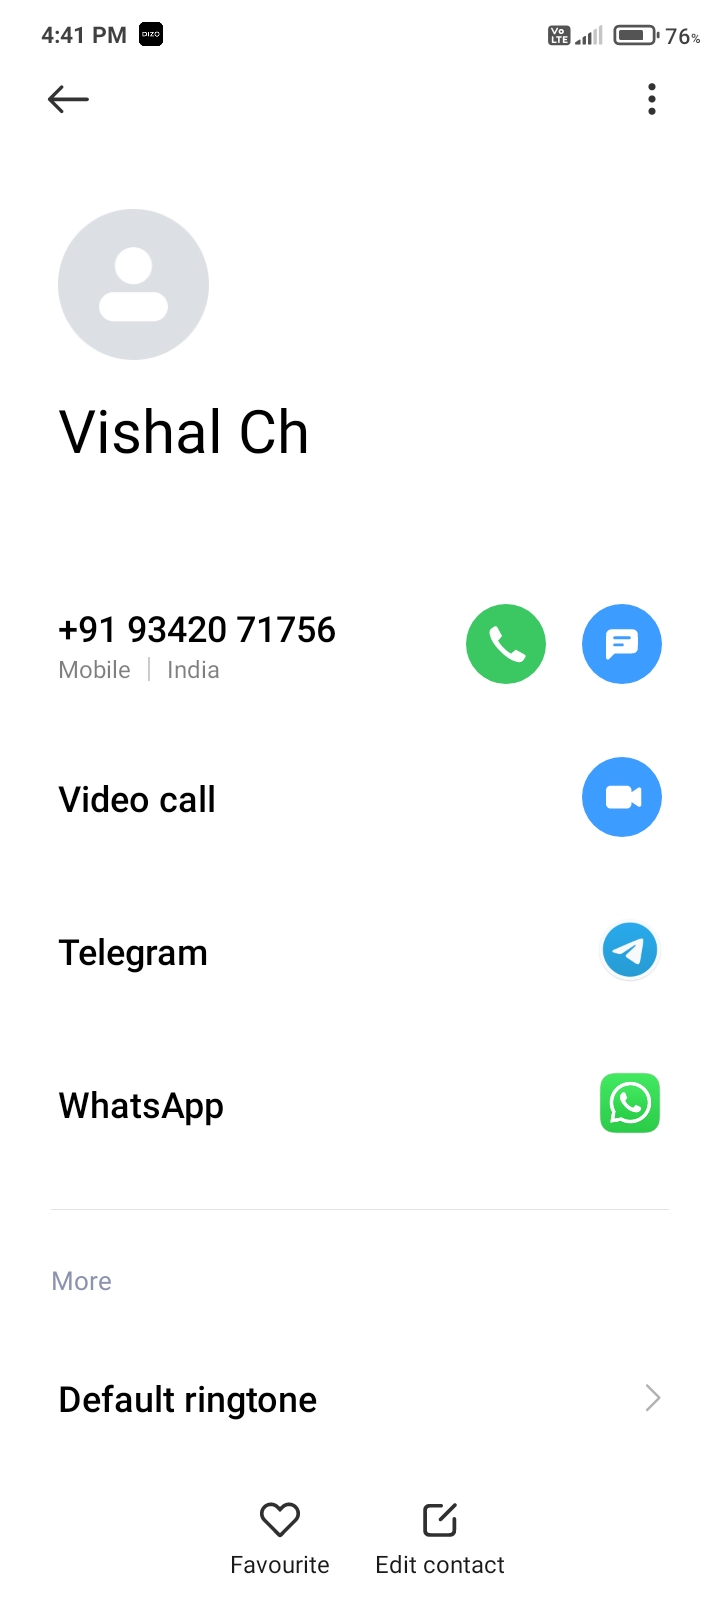 4:41 PM DIZO Vo LTE 76%
Vishal Ch
+91 93420 71756
Mobile | India
Video call
Telegram
WhatsApp
More
Default ringtone
Favourite Edit contact